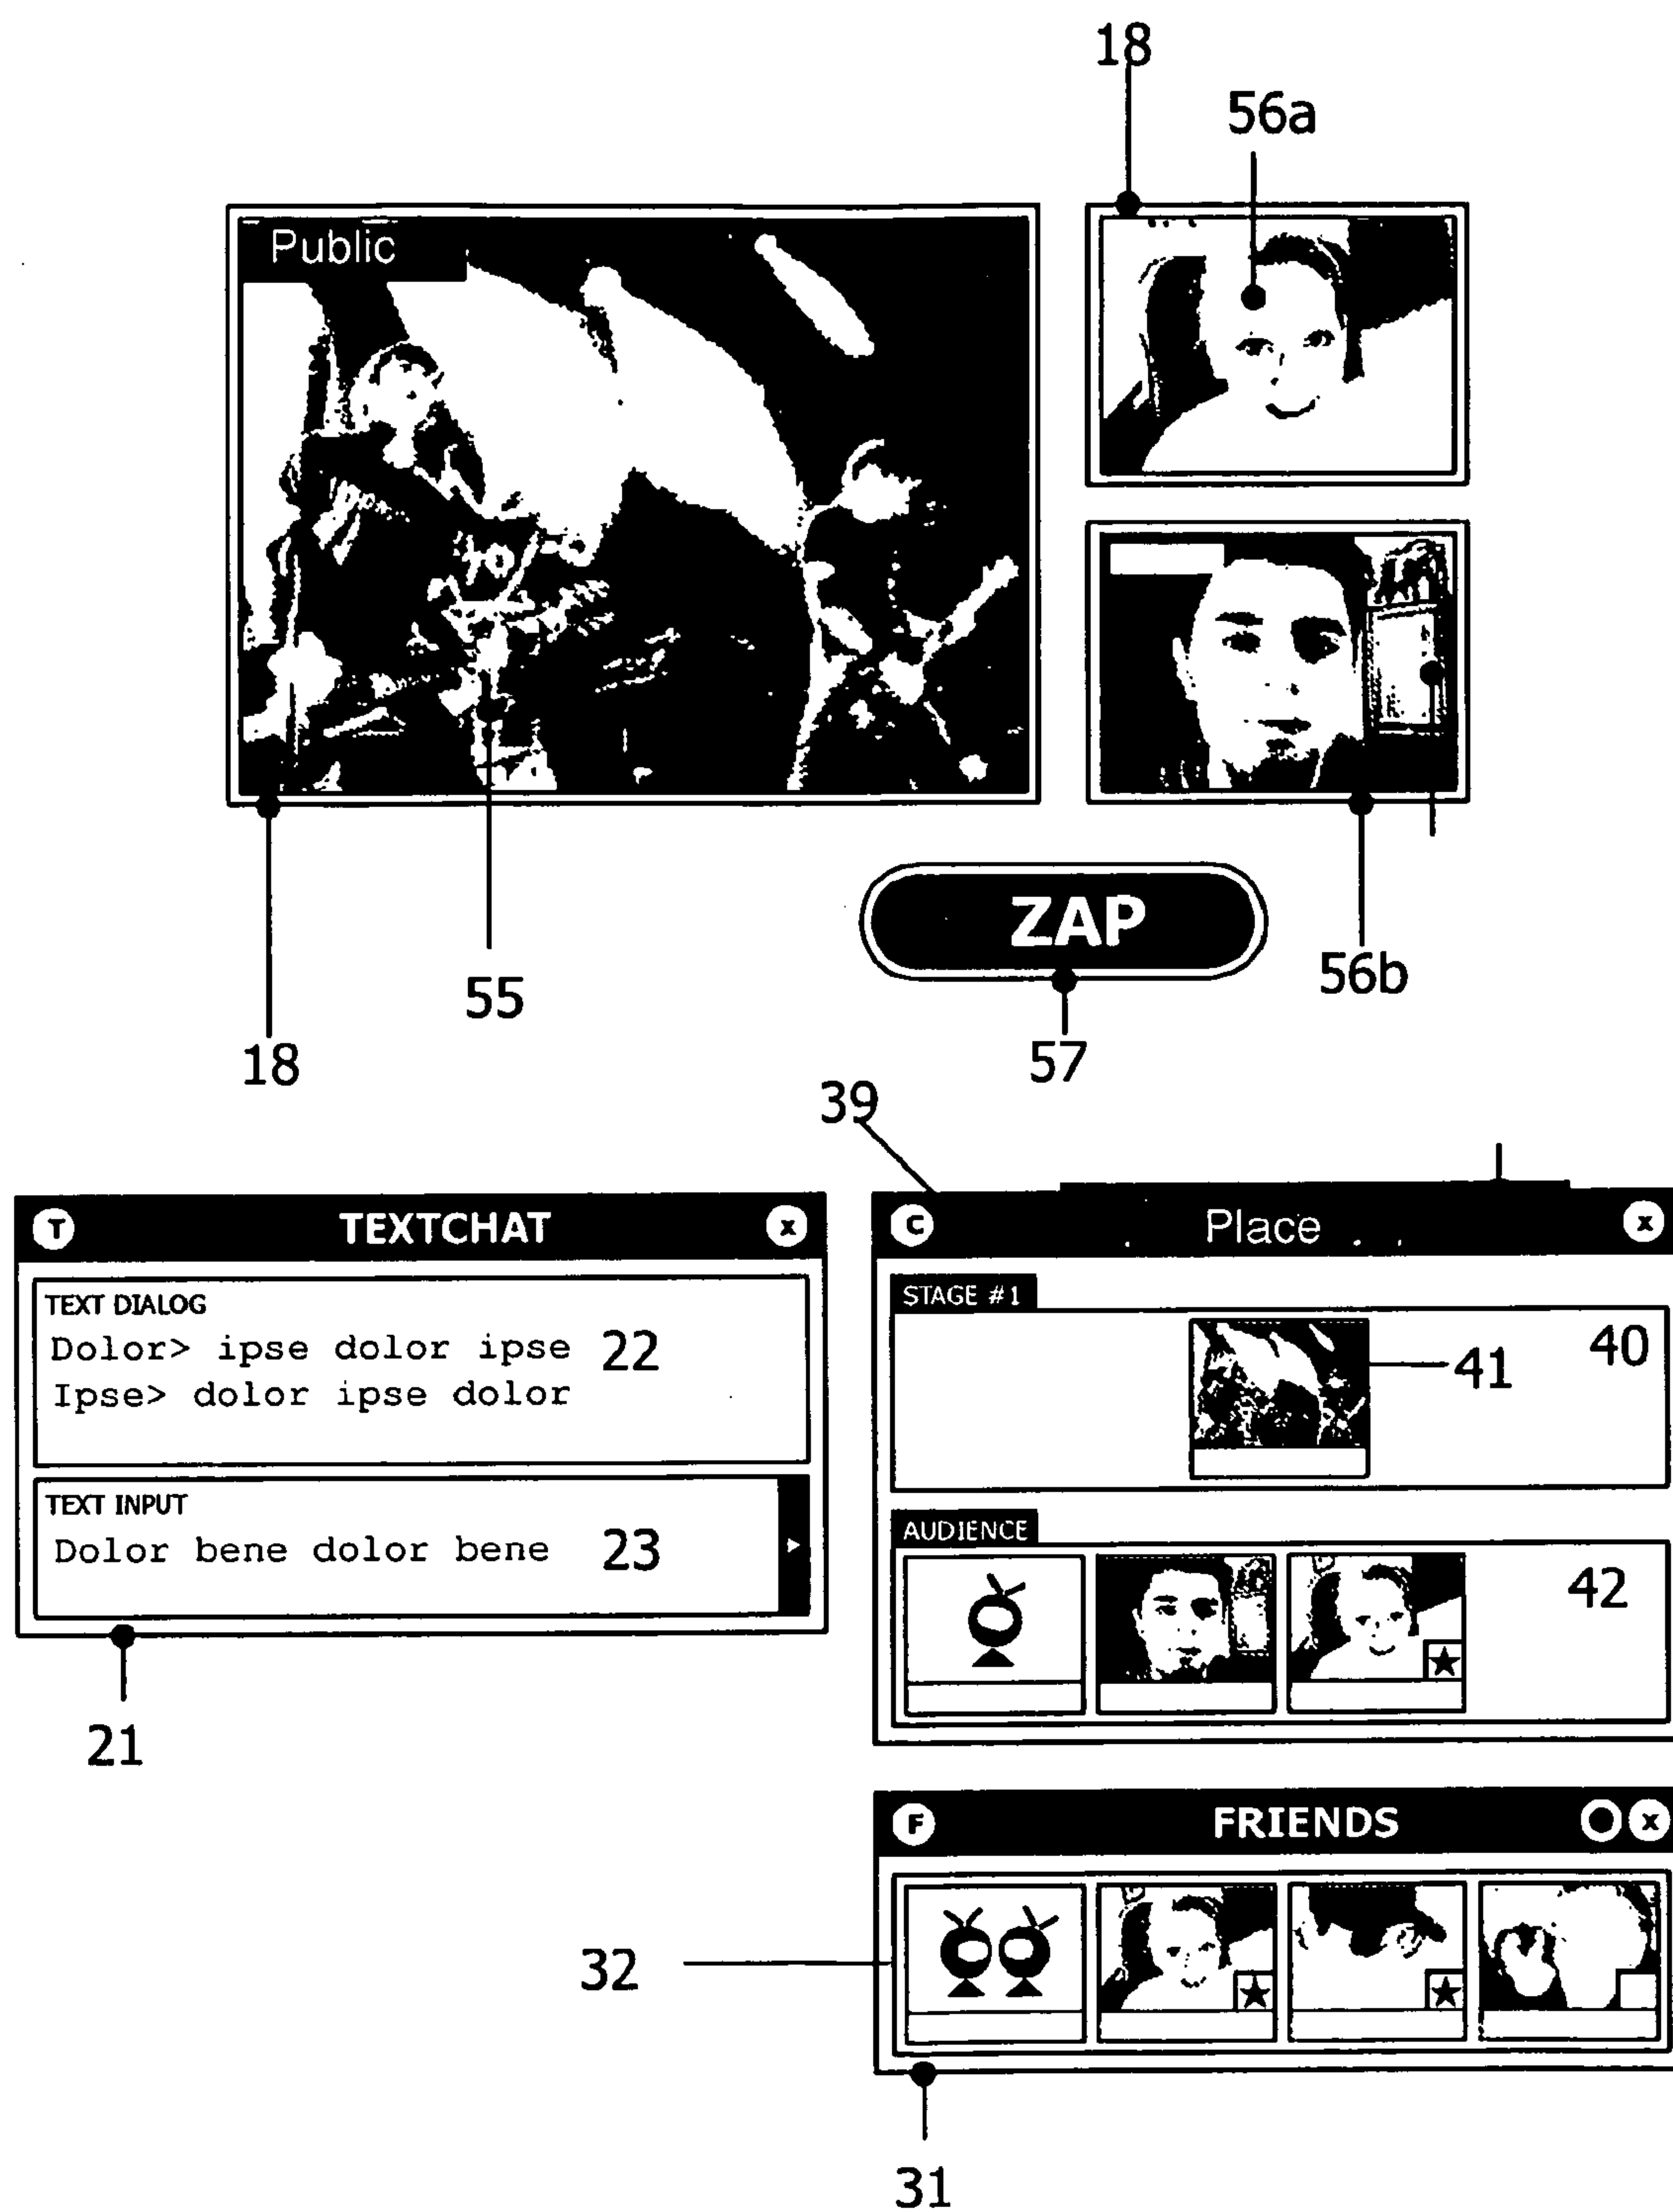 18
56a
Public
ZAP
55
56b
18
57
39
T TEXTCHAT x
C Place x
TEXT DIALOG
Dolor> ipse dolor ipse 22
Ipse> dolor ipse dolor
STAGE #1
40
41
TEXT INPUT
Dolor bene dolor bene 23
AUDIENCE
42
21
F FRIENDS x
32
31